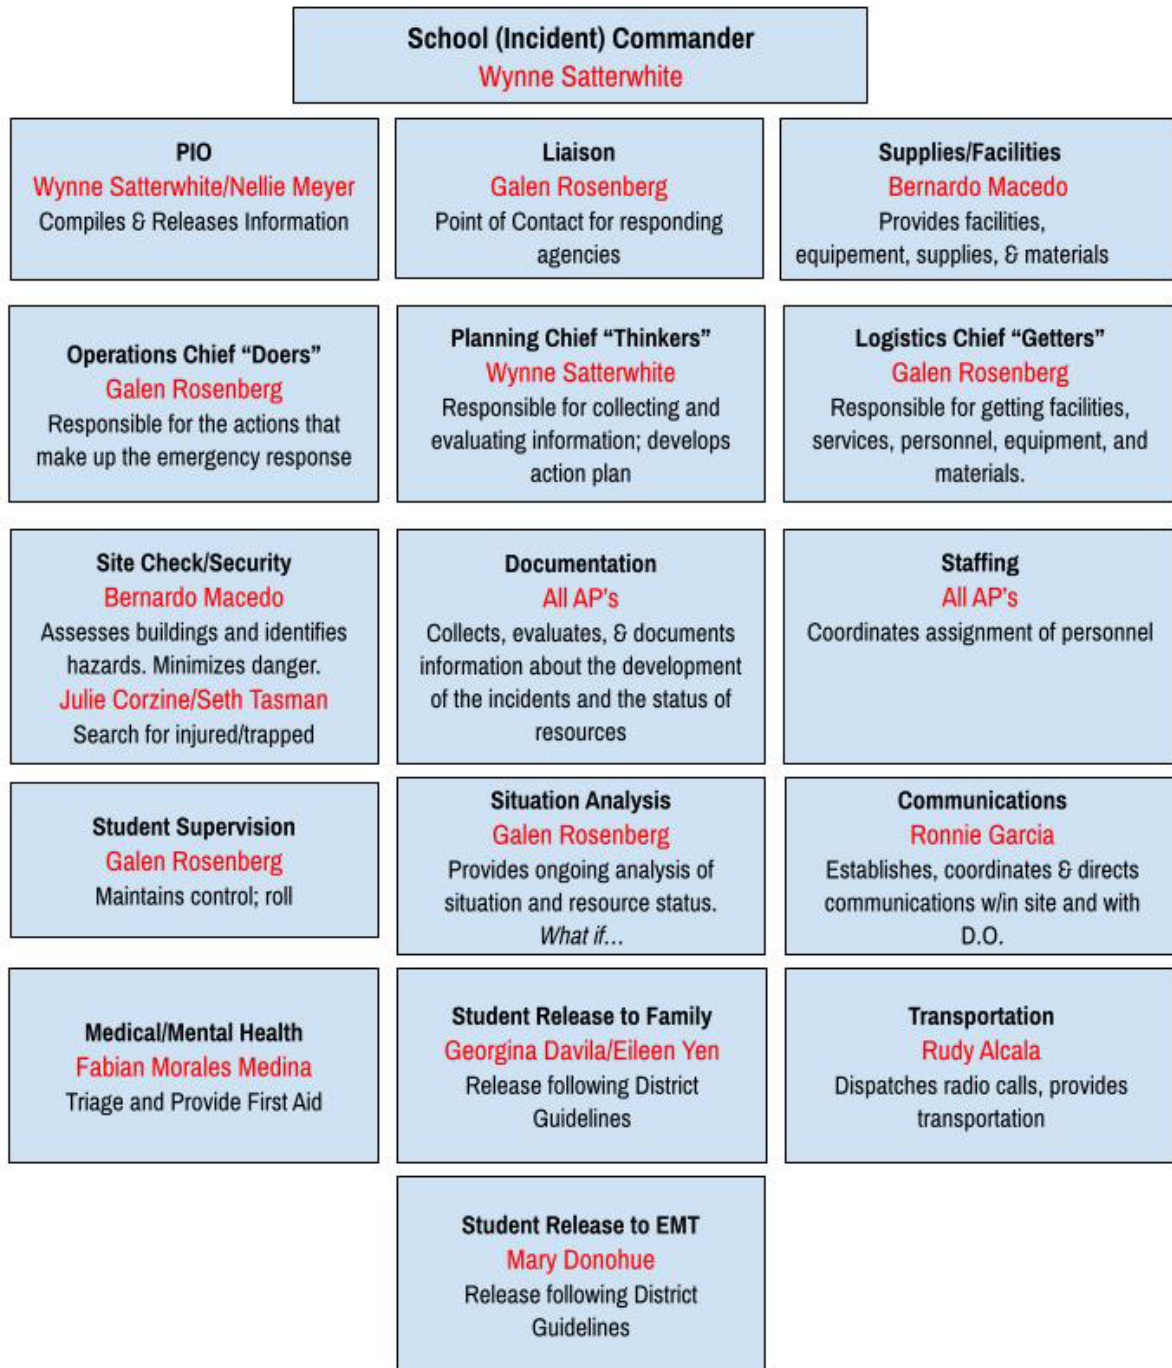 School (Incident) Commander
Wynne Satterwhite
PIO
Wynne Satterwhite/Nellie Meyer
Compiles & Releases Information
Liaison
Galen Rosenberg
Point of Contact for responding
agencies
Supplies/Facilities
Bernardo Macedo
Provides facilities,
equipement, supplies, & materials
Operations Chief “Doers”
Galen Rosenberg
Responsible for the actions that
make up the emergency response
Planning Chief “Thinkers”
Wynne Satterwhite
Responsible for collecting and
evaluating information; develops
action plan
Logistics Chief “Getters”
Galen Rosenberg
Responsible for getting facilities,
services, personnel, equipment, and
materials.
Site Check/Security
Bernardo Macedo
Assesses buildings and identifies
hazards. Minimizes danger.
Julie Corzine/Seth Tasman
Search for injured/trapped
Documentation
All AP’s
Collects, evaluates, & documents
information about the development
of the incidents and the status of
resources
Staffing
All AP’s
Coordinates assignment of personnel
Student Supervision
Galen Rosenberg
Maintains control; roll
Situation Analysis
Galen Rosenberg
Provides ongoing analysis of
situation and resource status.
What if…
Communications
Ronnie Garcia
Establishes, coordinates & directs
communications w/in site and with
D.O.
Medical/Mental Health
Fabian Morales Medina
Triage and Provide First Aid
Student Release to Family
Georgina Davila/Eileen Yen
Release following District
Guidelines
Transportation
Rudy Alcala
Dispatches radio calls, provides
transportation
Student Release to EMT
Mary Donohue
Release following District
Guidelines